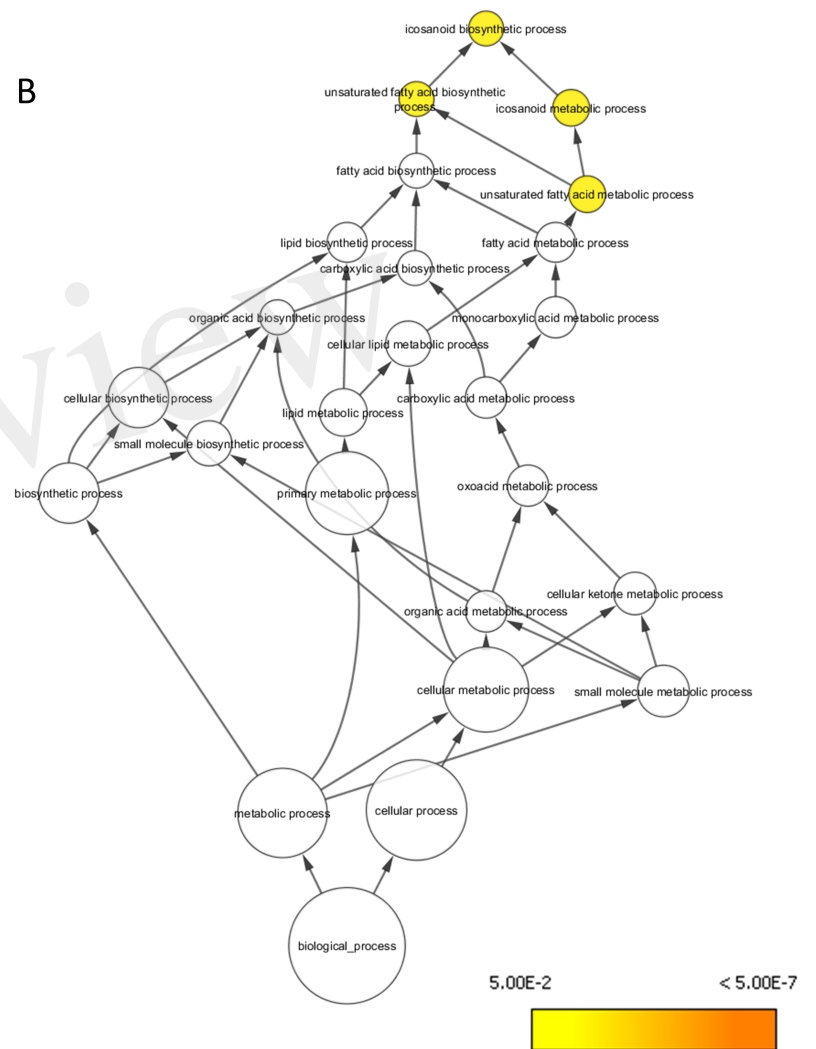 icosanoid biosynthetic process
B
unsaturated fatty acid biosynthetic
process
icosanoid metabolic process
fatty acid biosynthetic process
unsaturated fatty acid metabolic process
lipid biosynthetic process
fatty acid metabolic process
carboxylic acid biosynthetic process
organic acid biosynthetic process
monocarboxylic acid metabolic process
cellular lipid metabolic process
view
cellular biosynthetic process
carboxylic acid metabolic process
lipid metabolic process
small molecule biosynthetic process
biosynthetic process
primary metabolic process
oxoacid metabolic process
cellular ketone metabolic process
organic acid metabolic process
cellular metabolic process
small molecule metabolic process
metabolic process
cellular process
biological_process
5.00E-2
< 5.00E-7